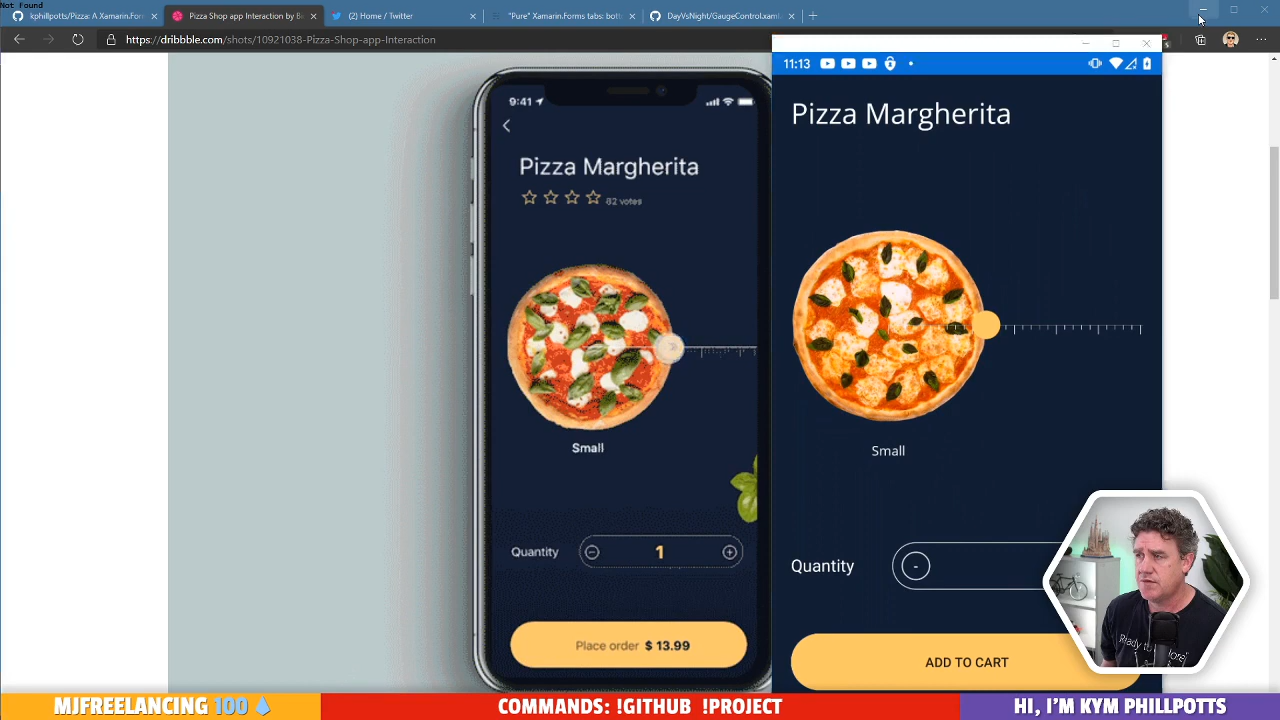 Not Found
kphillpotts/Pizza: A Xamarin.Form
Pizza Shop app Interaction by Be
(2) Home / Twitter
"Pure" Xamarin.Forms tabs: bott
DayVsNight/GaugeControl.xaml.
https://dribbble.com/shots/10921038-Pizza-Shop-app-Interaction
9:41
Pizza Margherita
82 votes
Small
Quantity
1
Place order $ 13.99
11:13
Pizza Margherita
Small
Quantity
-
ADD TO CART
MJFREELANCING 100
COMMANDS: !GITHUB !PROJECT
HI, I'M KYM PHILLPOTTS